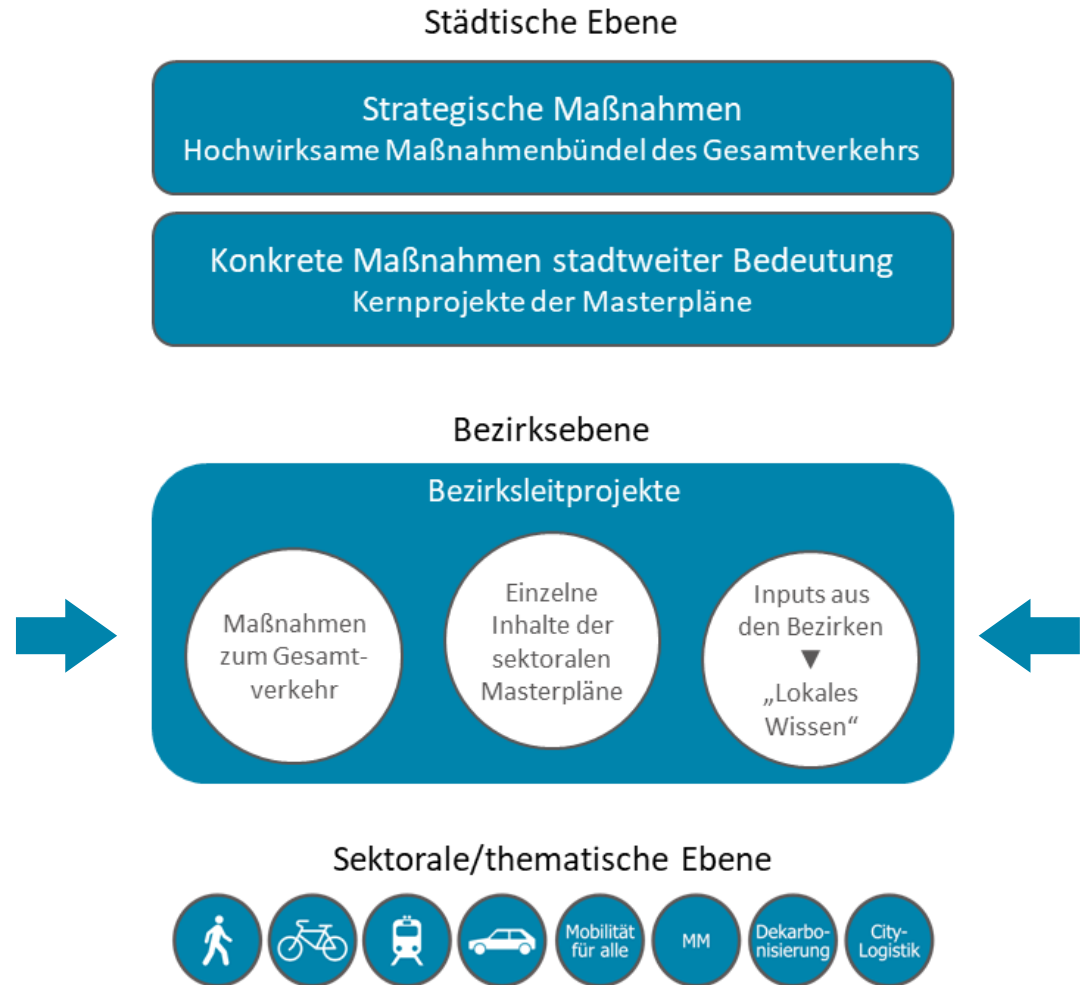 Städtische Ebene
Strategische Maßnahmen
Hochwirksame Maßnahmenbündel des Gesamtverkehrs
Konkrete Maßnahmen stadtweiter Bedeutung
Kernprojekte der Masterpläne
Bezirksebene
Bezirksleitprojekte
Maßnahmen
zum Gesamt-
verkehr
Einzelne
Inhalte der
sektoralen
Masterpläne
Inputs aus
den Bezirken
▼
„Lokales
Wissen“
Sektorale/thematische Ebene
Mobilität
für alle
MM
Dekarbo-
nisierung
City-
Logistik